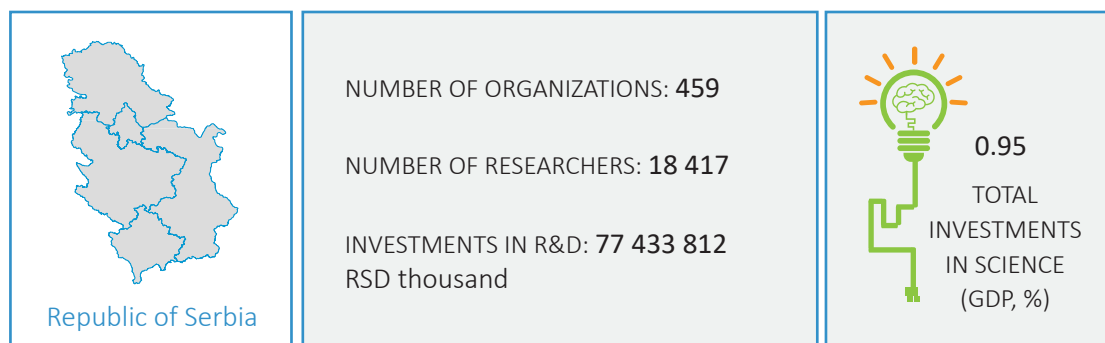 Republic of Serbia
NUMBER OF ORGANIZATIONS: 459
NUMBER OF RESEARCHERS: 18 417
INVESTMENTS IN R&D: 77 433 812
RSD thousand
0.95
TOTAL
INVESTMENTS
IN SCIENCE
(GDP, %)